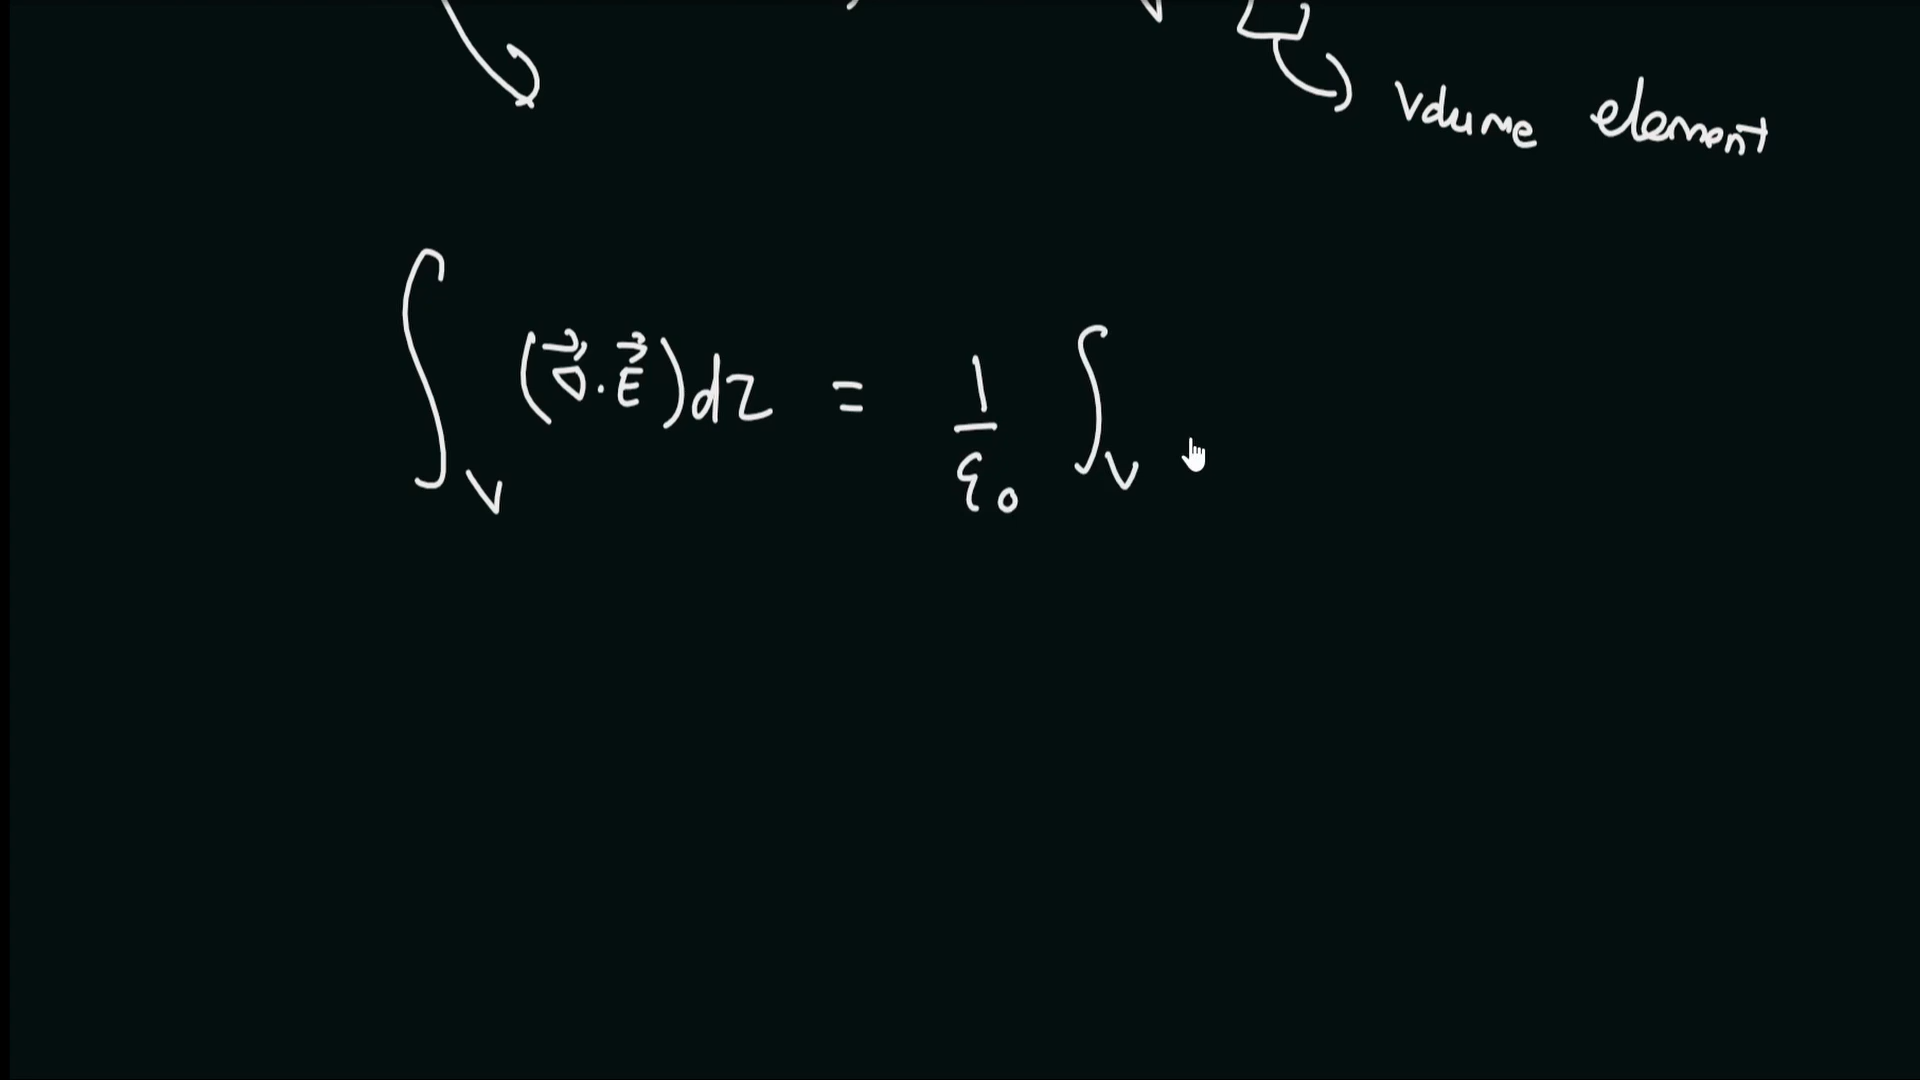 volume element
∫_V (∇⃗·E⃗)dτ = 1/ε₀ ∫_V